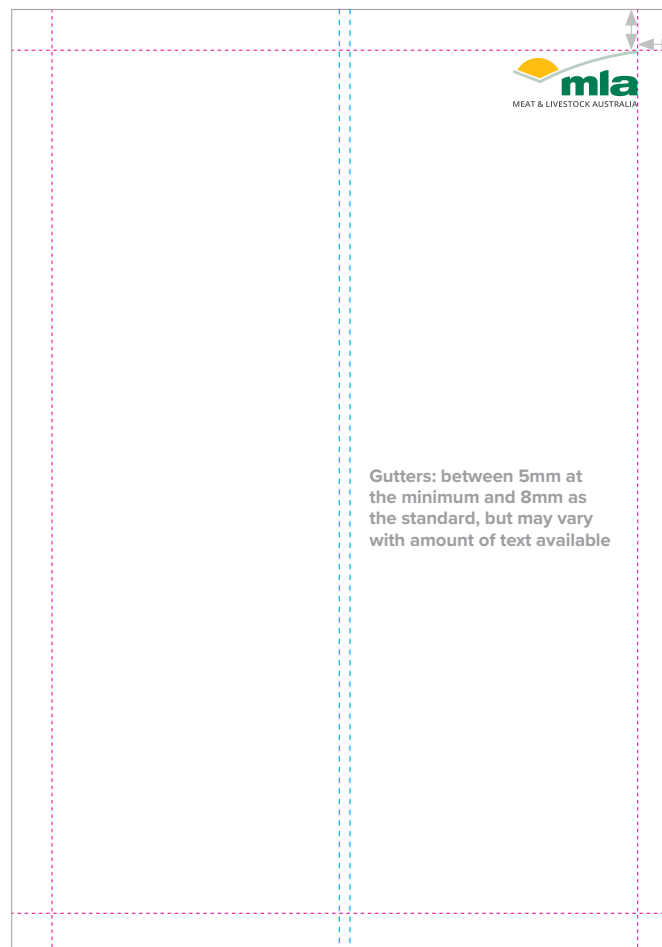 mla
MEAT & LIVESTOCK AUSTRALIA
Gutters: between 5mm at
the minimum and 8mm as
the standard, but may vary
with amount of text available